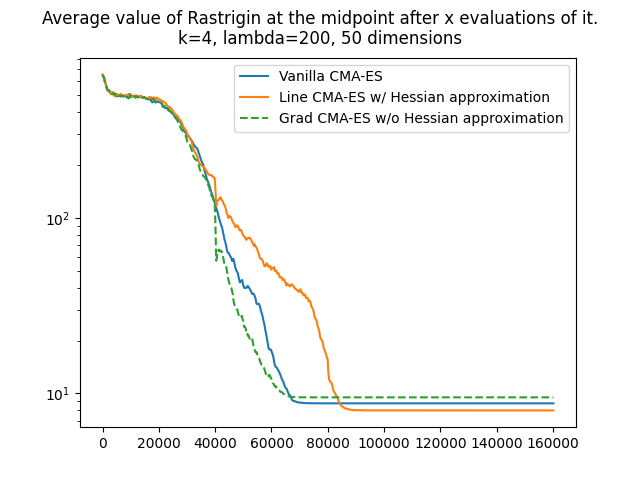 Average value of Rastrigin at the midpoint after x evaluations of it.
k=4, lambda=200, 50 dimensions
Vanilla CMA-ES
Line CMA-ES w/ Hessian approximation
Grad CMA-ES w/o Hessian approximation
10²
10¹
0 20000 40000 60000 80000 100000 120000 140000 160000